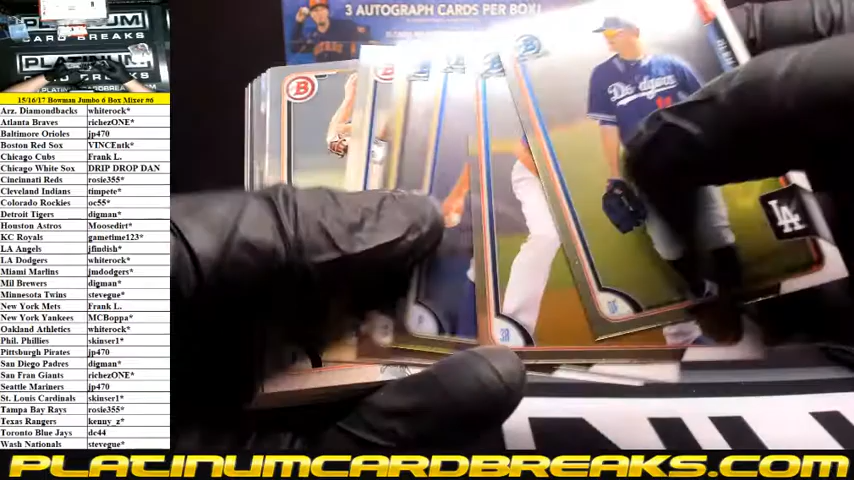 3 AUTOGRAPH CARDS PER BOX!
PLATINUM
CARD BREAKS
15/16/17 Bowman Jumbo 6 Box Mixer #6
Arz. Diamondbacks whiterock*
Atlanta Braves richezONE*
Baltimore Orioles jp470
Boston Red Sox VINCEntk*
Chicago Cubs Frank L.
Chicago White Sox DRIP DROP DAN
Cincinnati Reds rosie355*
Cleveland Indians timpete*
Colorado Rockies oc55*
Detroit Tigers digman*
Houston Astros Moosedirt*
KC Royals gametime123*
LA Angels jfindish*
LA Dodgers whiterock*
Miami Marlins jmdodgers*
Mil Brewers digman*
Minnesota Twins stevegue*
New York Mets Frank L.
New York Yankees MCBoppa*
Oakland Athletics whiterock*
Phil. Phillies skinser1*
Pittsburgh Pirates jp470
San Diego Padres digman*
San Fran Giants richezONE*
Seattle Mariners jp470
St. Louis Cardinals skinser1*
Tampa Bay Rays rosie355*
Texas Rangers kenny_z*
Toronto Blue Jays dc44
Wash Nationals stevegue*
B
Dodgers
LA
OF
3B
PLATINUMCARDBREAKS.COM